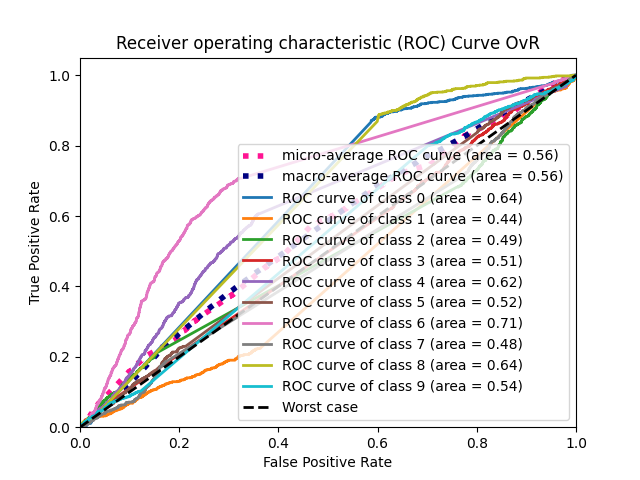 Receiver operating characteristic (ROC) Curve OvR
1.0
0.8
0.6
0.4
0.2
0.0
True Positive Rate
micro-average ROC curve (area = 0.56)
macro-average ROC curve (area = 0.56)
ROC curve of class 0 (area = 0.64)
ROC curve of class 1 (area = 0.44)
ROC curve of class 2 (area = 0.49)
ROC curve of class 3 (area = 0.51)
ROC curve of class 4 (area = 0.62)
ROC curve of class 5 (area = 0.52)
ROC curve of class 6 (area = 0.71)
ROC curve of class 7 (area = 0.48)
ROC curve of class 8 (area = 0.64)
ROC curve of class 9 (area = 0.54)
Worst case
0.0 0.2 0.4 0.6 0.8 1.0
False Positive Rate